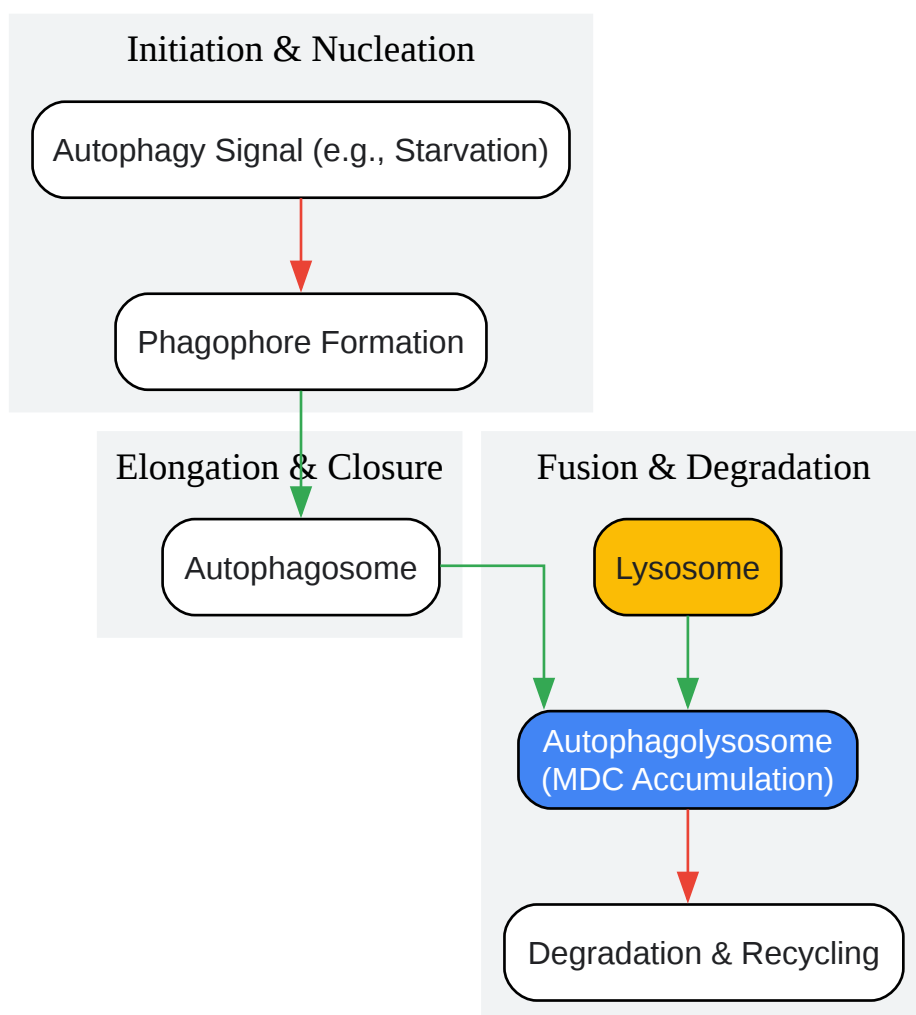 Initiation & Nucleation
Autophagy Signal (e.g., Starvation)
Phagophore Formation
Elongation & Closure
Autophagosome
Fusion & Degradation
Lysosome
Autophagolysosome
(MDC Accumulation)
Degradation & Recycling